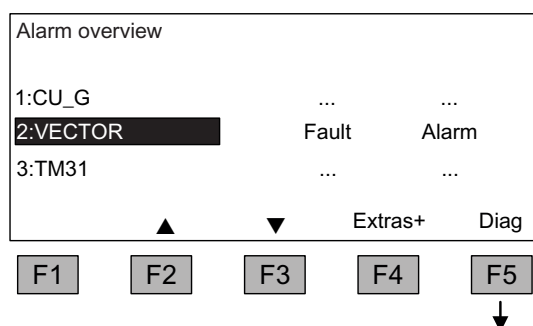 Alarm overview
1:CU_G ... ...
2:VECTOR Fault Alarm
3:TM31 ... ...
▲ ▼ Extras+ Diag
F1 F2 F3 F4 F5